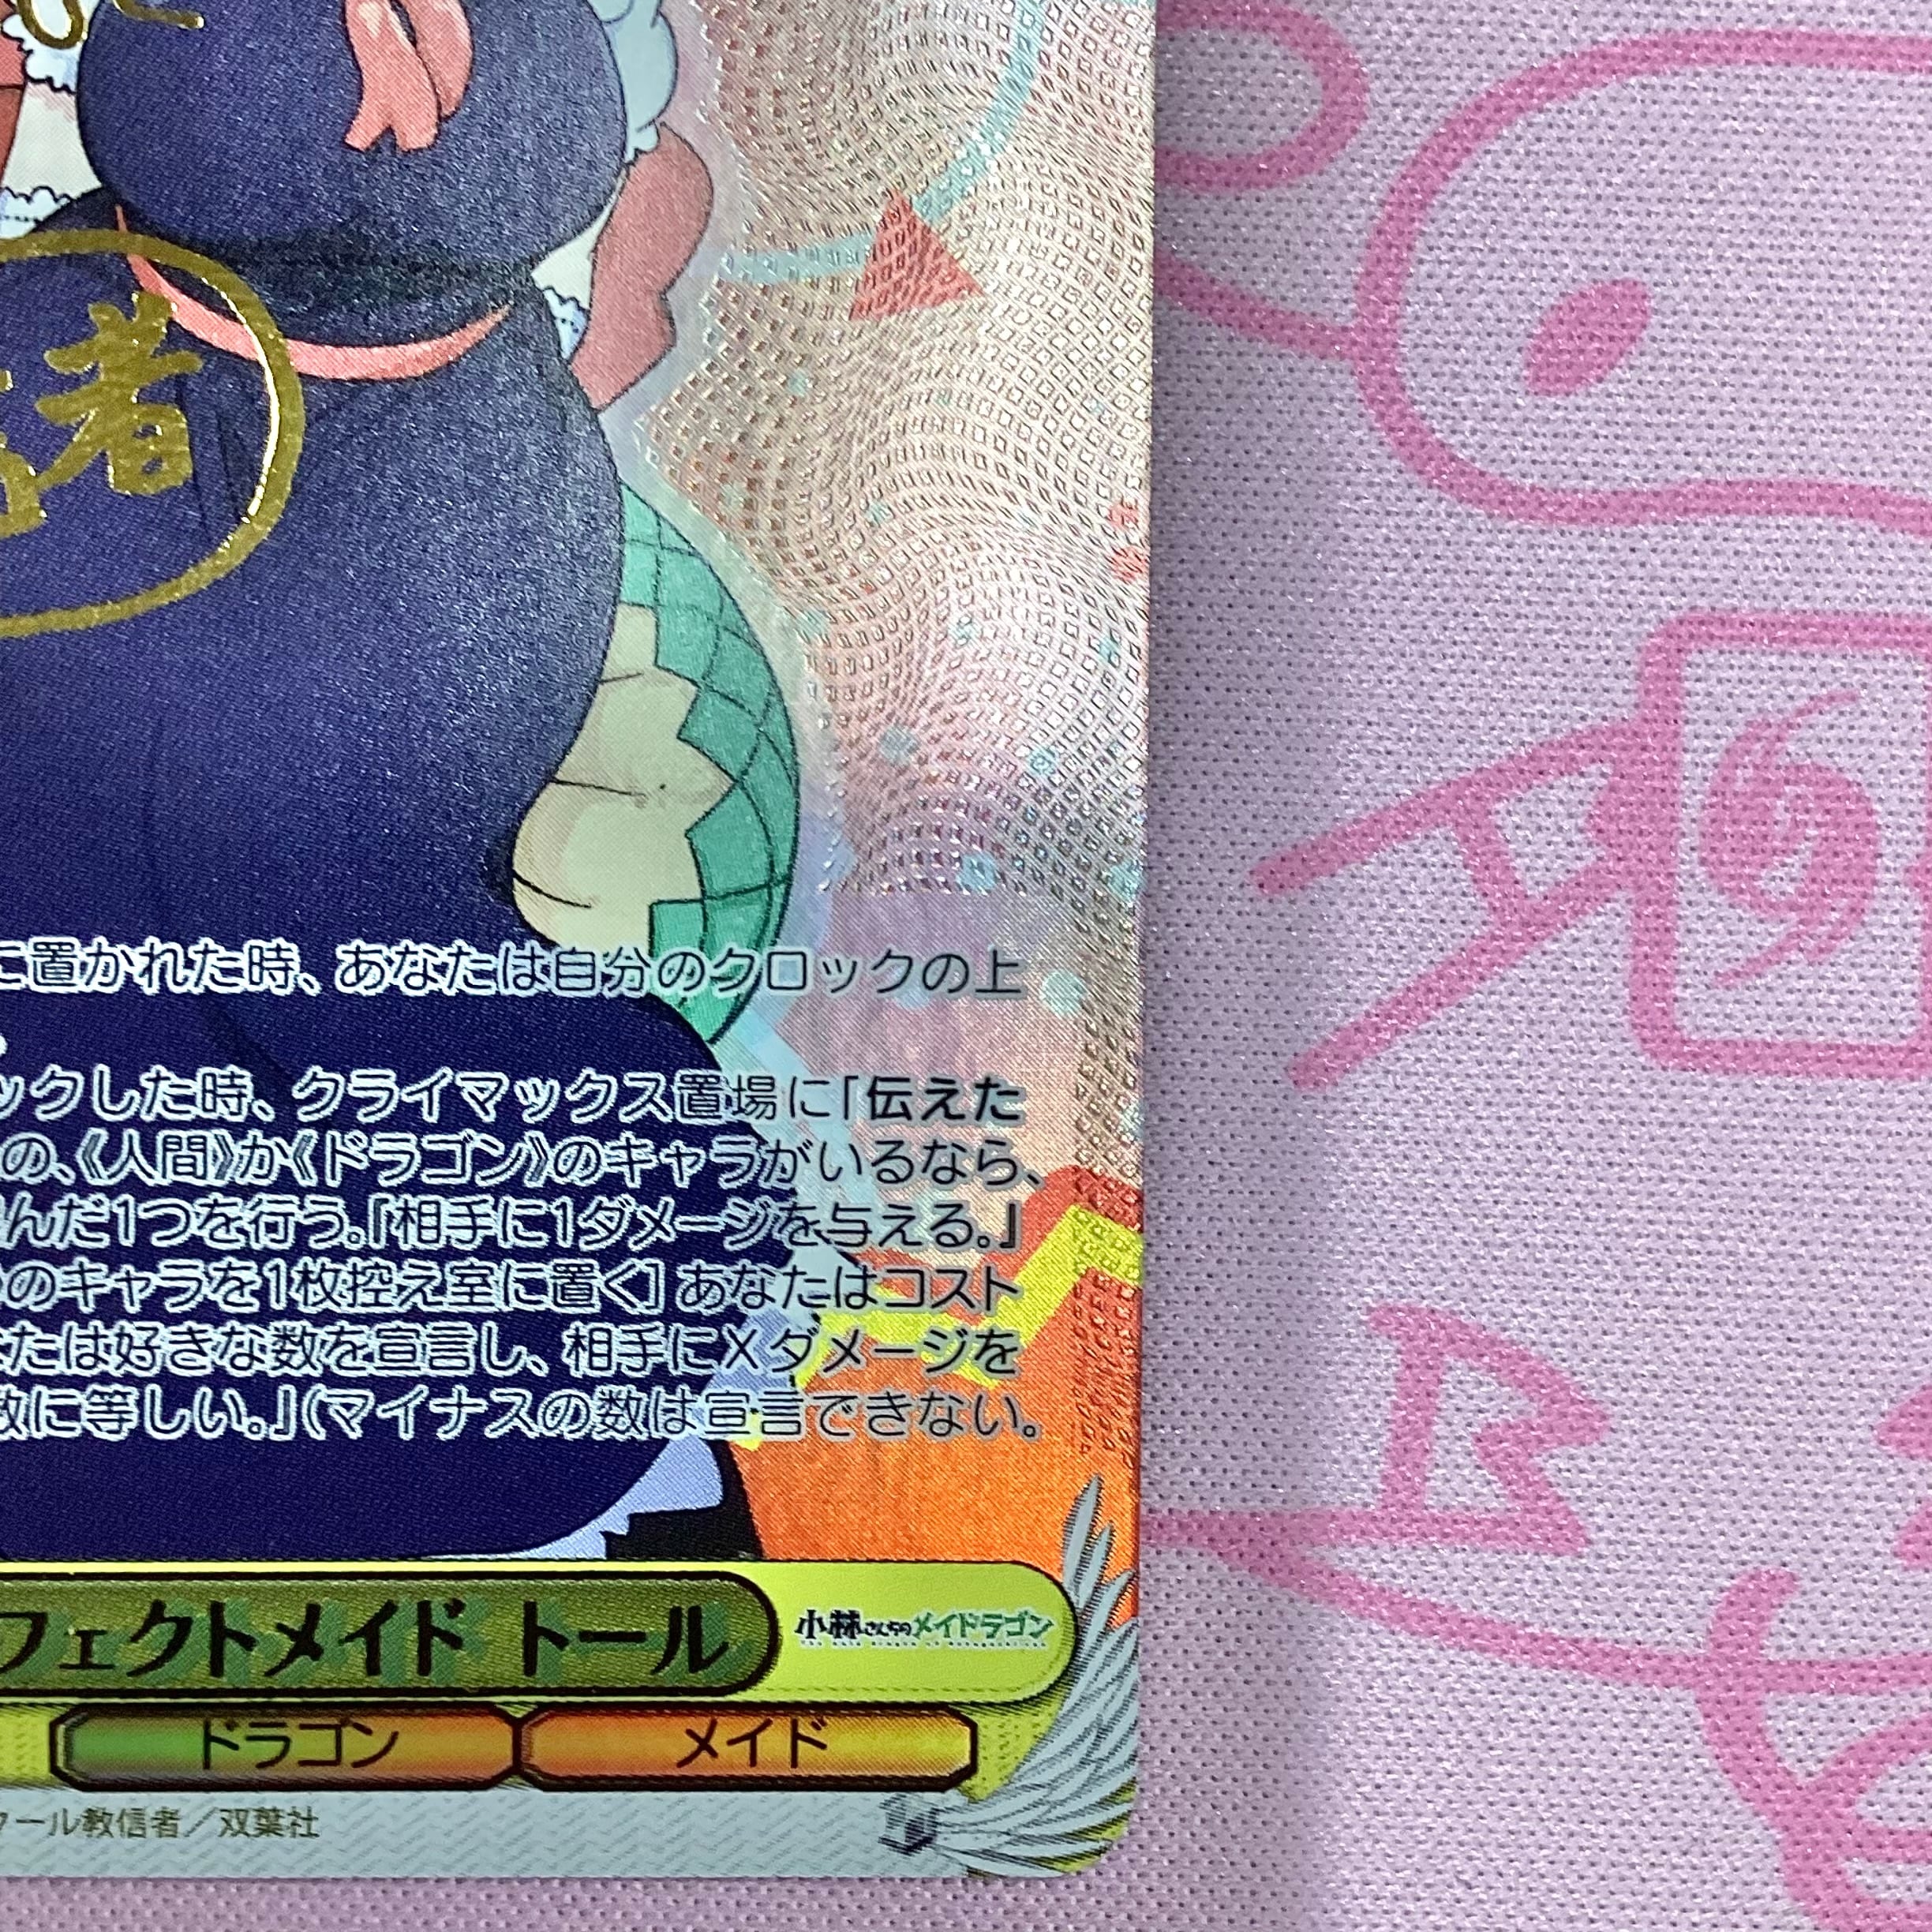 者
に置かれた時、あなたは自分のクロックの上
。
ックした時、クライマックス置場に「伝えた
の、《人間》か《ドラゴン》のキャラがいるなら、
んだ1つを行う。『相手に1ダメージを与える。』
のキャラを1枚控え室に置く] あなたはコスト
たは好きな数を宣言し、相手にXダメージを
数に等しい。』(マイナスの数は宣言できない。
フェクトメイド トール
小林さんちのメイドラゴン
ドラゴン メイド
クール教信者／双葉社